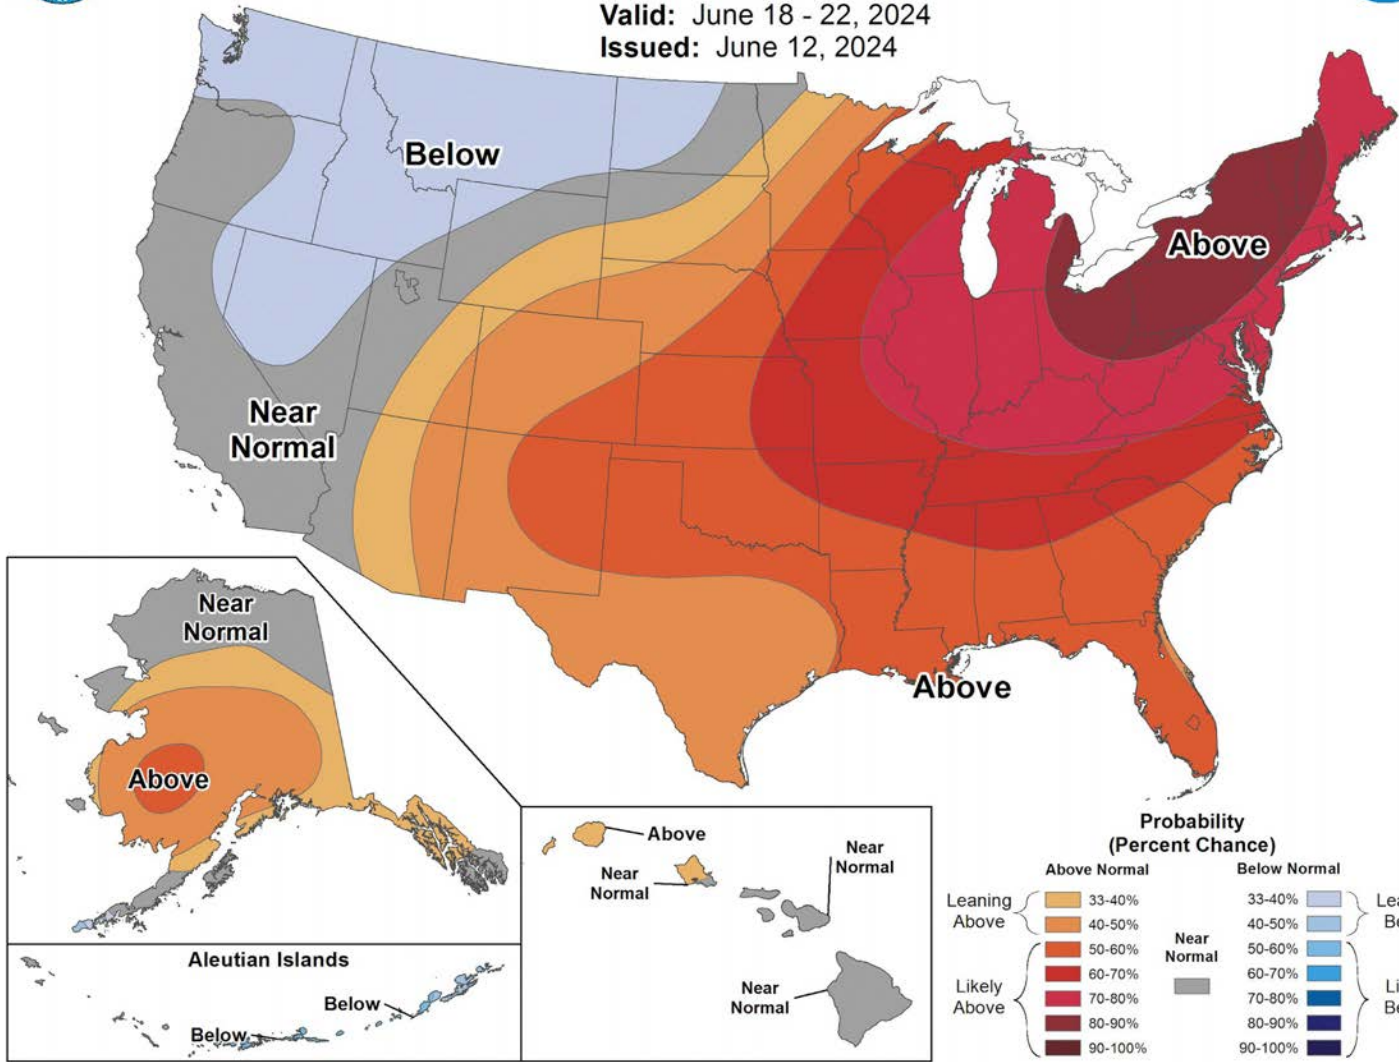 Valid: June 18 - 22, 2024
Issued: June 12, 2024
Below
Above
Near
Normal
Near
Normal
Above
Above
Above
Near
Normal
Near
Normal
Near
Normal
Aleutian Islands
Below
Below
Probability
(Percent Chance)
Above Normal
Below Normal
Leaning
Above
33-40%
40-50%
50-60%
60-70%
70-80%
80-90%
90-100%
Likely
Above
Near
Normal
33-40%
40-50%
50-60%
60-70%
70-80%
80-90%
90-100%